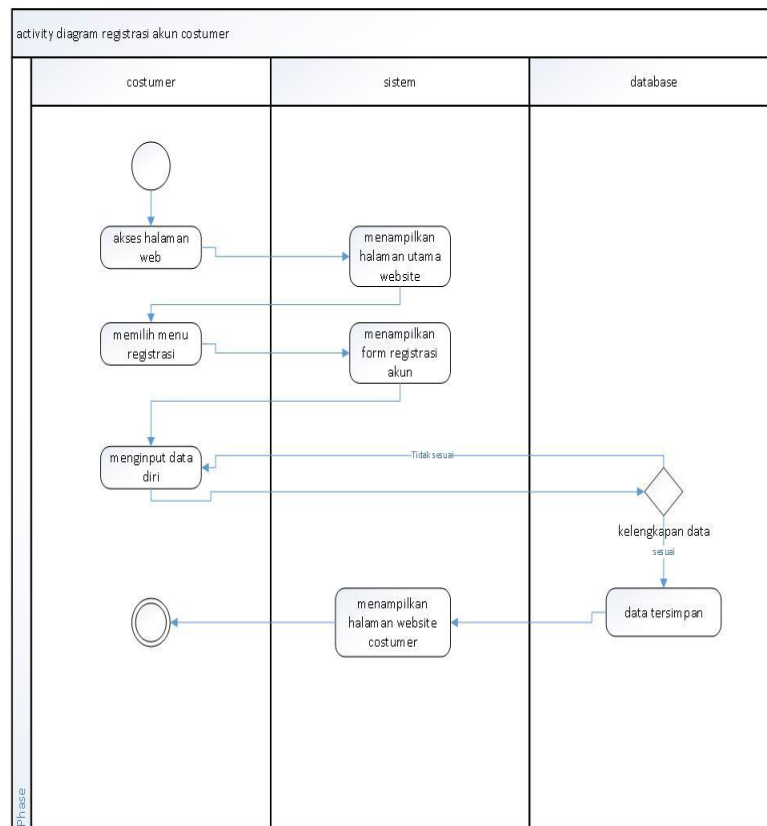 activity diagram registrasi akun costumer
costumer
sistem
database
akses halaman
web
menampilkan
halaman utama
website
memilih menu
registrasi
menampilkan
form registrasi
akun
menginput data
diri
Tidak sesuai
kelengkapan data
sesuai
data tersimpan
menampilkan
halaman website
costumer
Phase